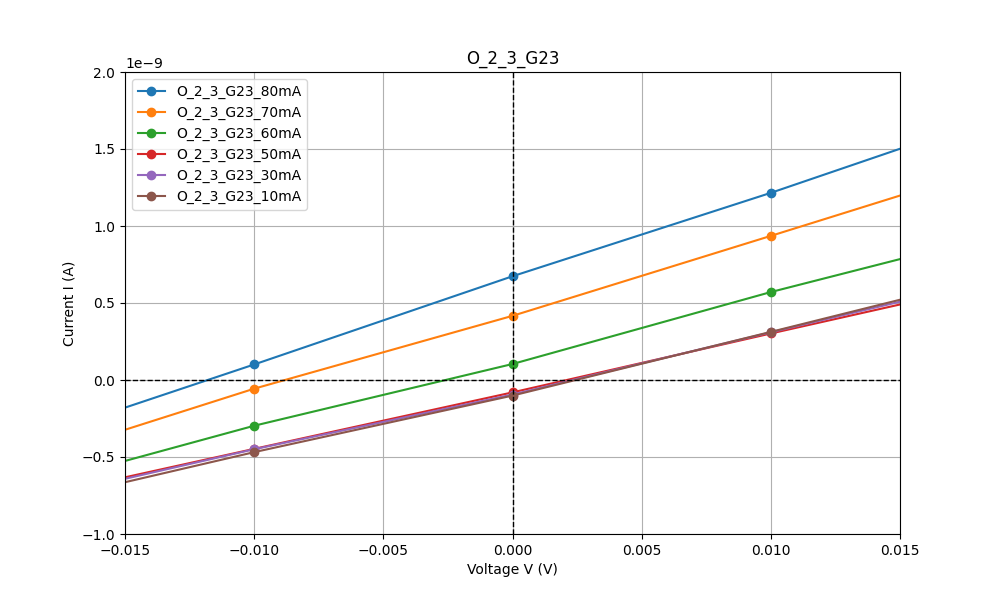 O_2_3_G23
1e−9
2.0
1.5
1.0
0.5
0.0
−0.5
−1.0
Current I (A)
O_2_3_G23_80mA
O_2_3_G23_70mA
O_2_3_G23_60mA
O_2_3_G23_50mA
O_2_3_G23_30mA
O_2_3_G23_10mA
−0.015 −0.010 −0.005 0.000 0.005 0.010 0.015
Voltage V (V)